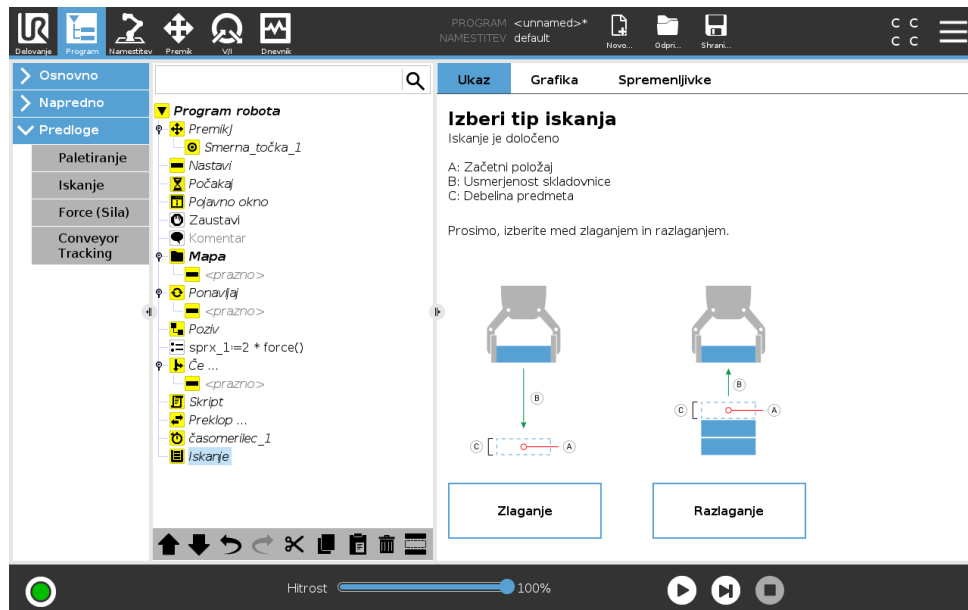 PROGRAM <unnamed>*
NAMESTITEV default
Delovanje
Program
Namestitev
Premik
V/I
Dnevnik
Novo...
Odpri...
Shrani...
C C
C C
Osnovno
Napredno
Predloge
Paletiranje
Iskanje
Force (Sila)
Conveyor
Tracking
Program robota
PremikJ
Smerna_točka_1
Nastavi
Počakaj
Pojavno okno
Zaustavi
Komentar
Mapa
<prazno>
Ponavljaj
<prazno>
Poziv
sprx_1≔2 * force()
Če ...
<prazno>
Skript
Preklop ...
časomerilec_1
Iskanje
Ukaz
Grafika
Spremenljivke
Izberi tip iskanja
Iskanje je določeno
A: Začetni položaj
B: Usmerjenost skladovnice
C: Debelina predmeta
Prosimo, izberite med zlaganjem in razlaganjem.
B
C
A
B
C
A
Zlaganje
Razlaganje
Hitrost
100%